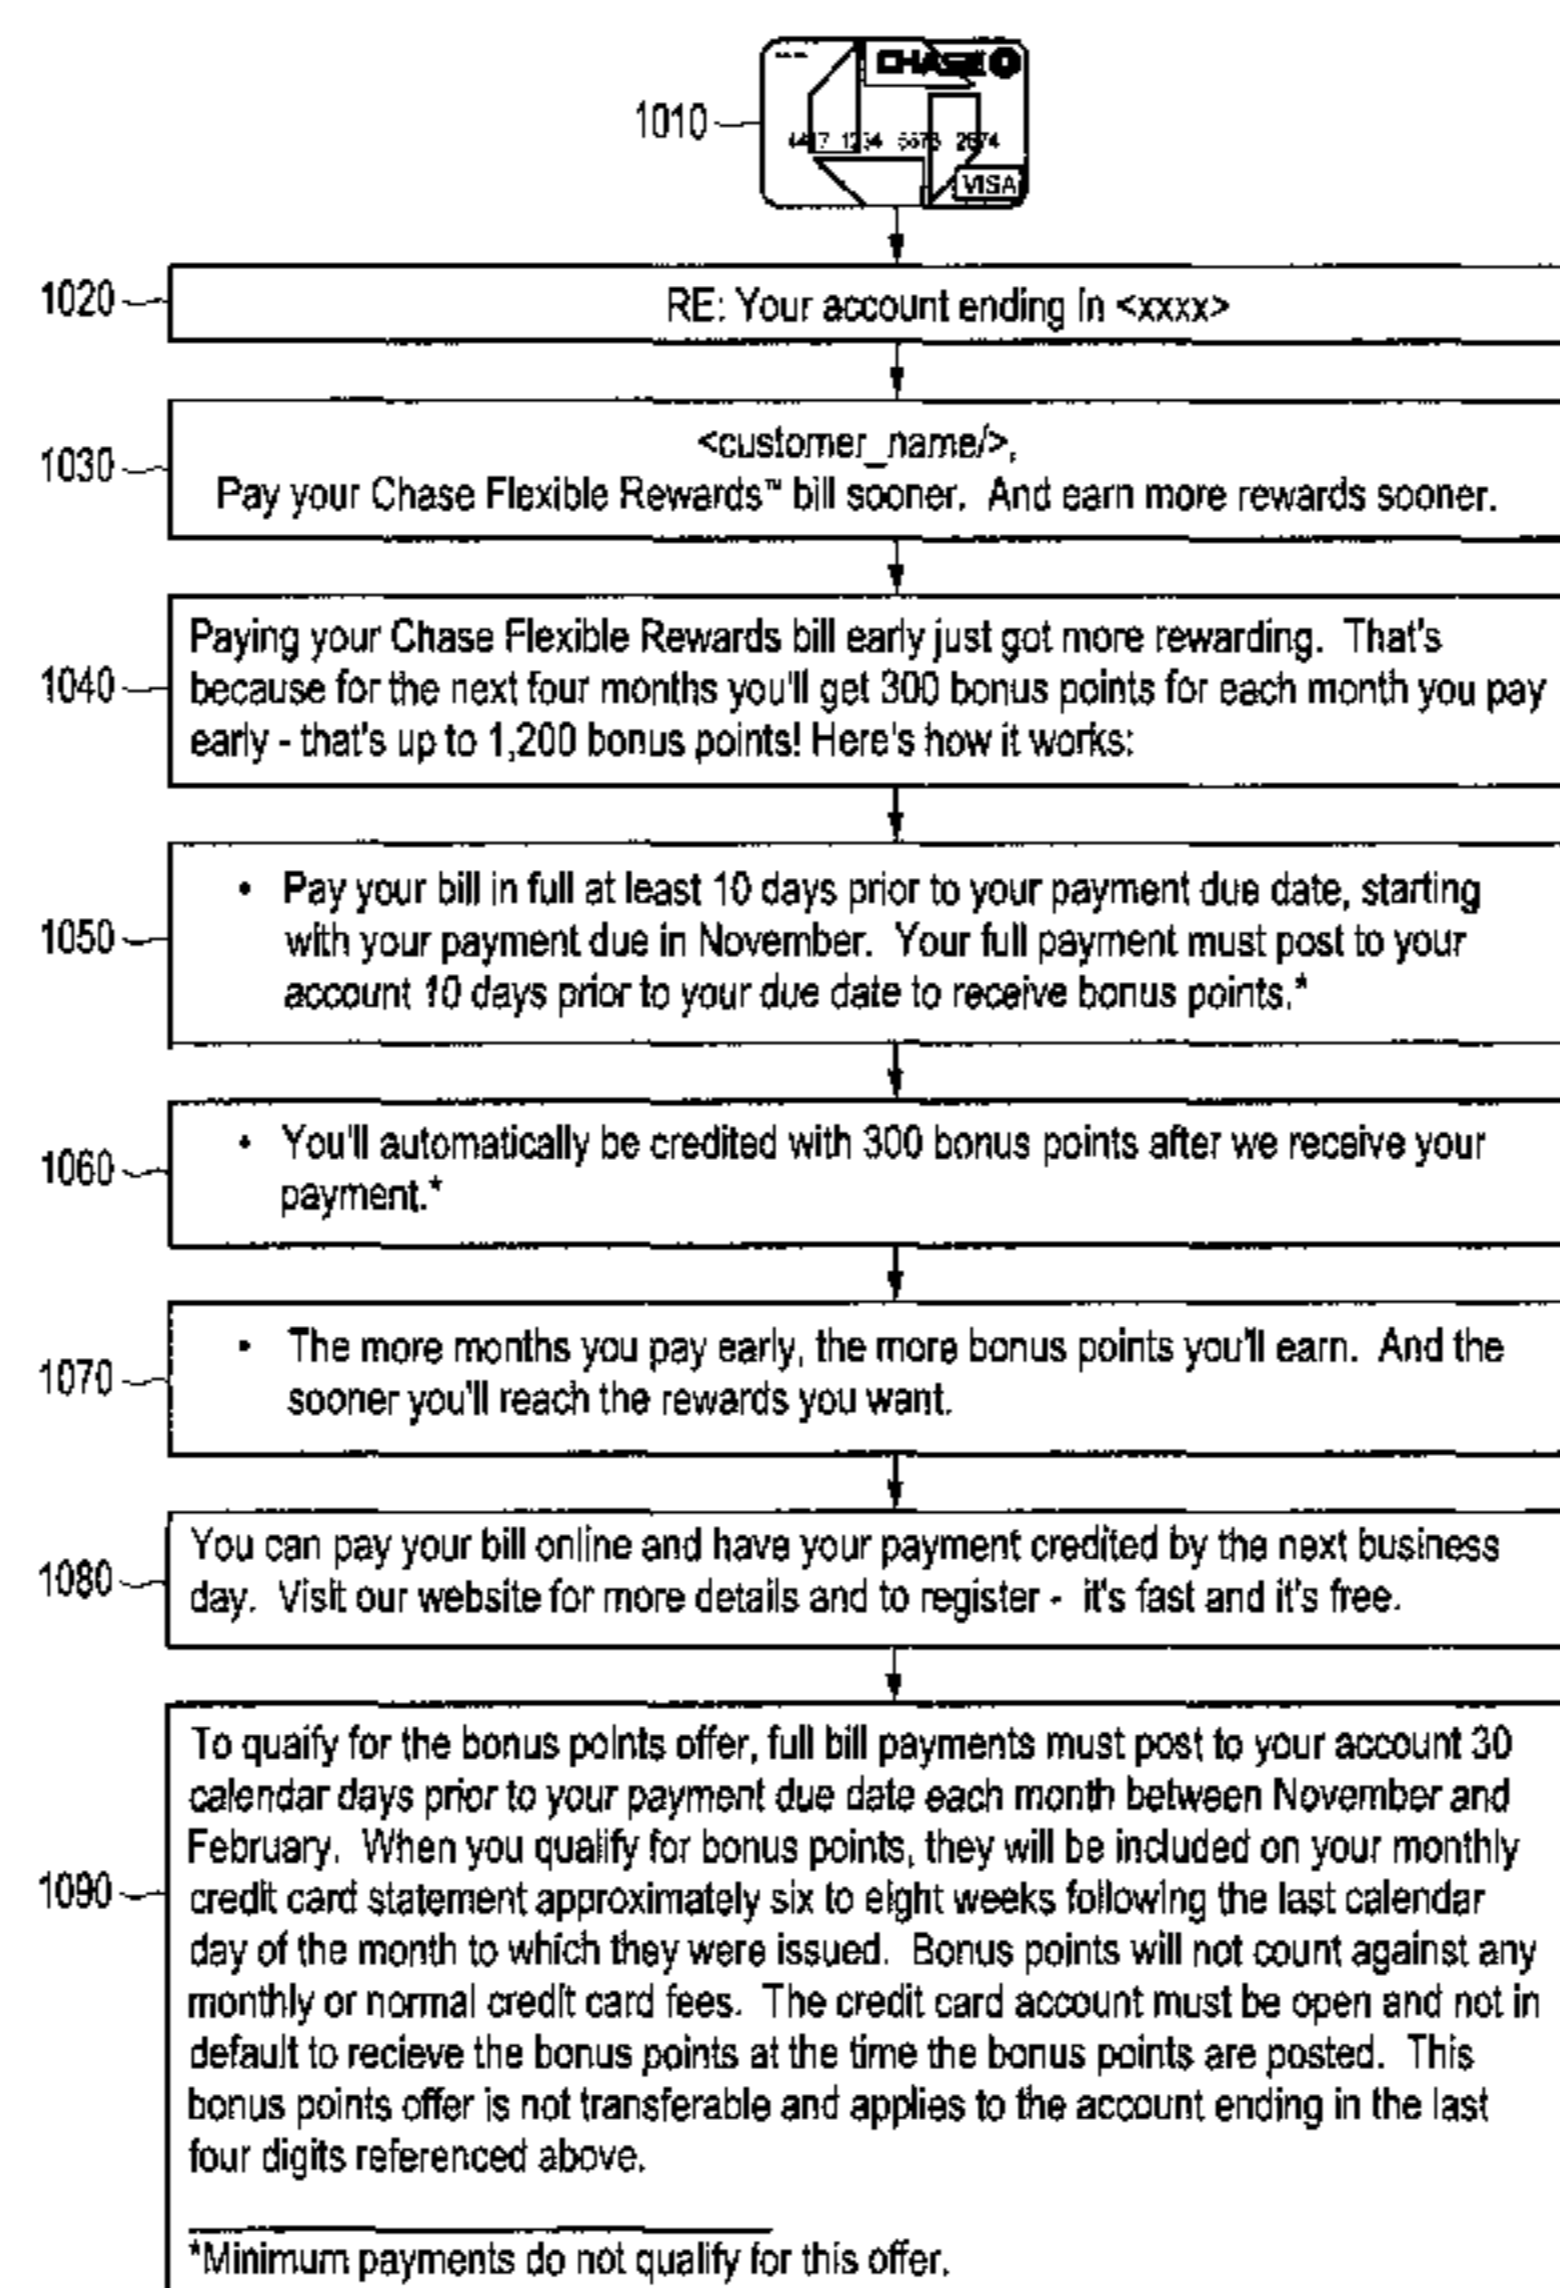 CHASE
1010
VISA
1020
RE: Your account ending in <xxxx>
1030
<customer_name/>,
Pay your Chase Flexible Rewards™ bill sooner. And earn more rewards sooner.
1040
Paying your Chase Flexible Rewards bill early just got more rewarding. That's
because for the next four months you'll get 300 bonus points for each month you pay
early - that's up to 1,200 bonus points! Here's how it works:
1050
• Pay your bill in full at least 10 days prior to your payment due date, starting
with your payment due in November. Your full payment must post to your
account 10 days prior to your due date to receive bonus points.*
1060
• You'll automatically be credited with 300 bonus points after we receive your
payment.*
1070
• The more months you pay early, the more bonus points you'll earn. And the
sooner you'll reach the rewards you want.
1080
You can pay your bill online and have your payment credited by the next business
day. Visit our website for more details and to register - it's fast and it's free.
1090
To quaify for the bonus points offer, full bill payments must post to your account 30
calendar days prior to your payment due date each month between November and
February. When you qualify for bonus points, they will be included on your monthly
credit card statement approximately six to eight weeks following the last calendar
day of the month to which they were issued. Bonus points will not count against any
monthly or normal credit card fees. The credit card account must be open and not in
default to recieve the bonus points at the time the bonus points are posted. This
bonus points offer is not transferable and applies to the account ending in the last
four digits referenced above.
*Minimum payments do not qualify for this offer.